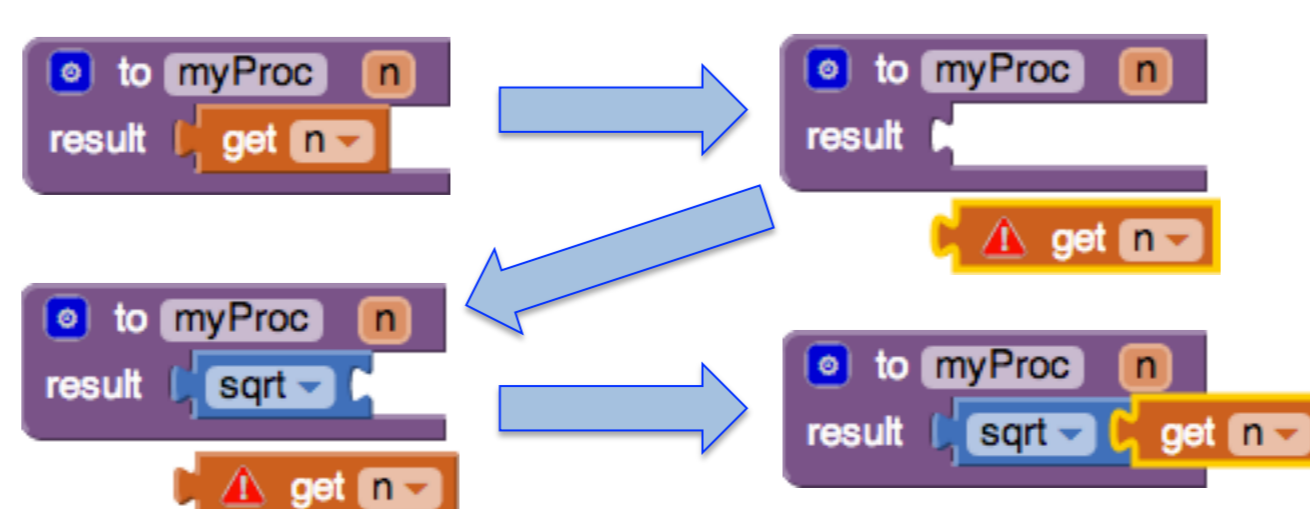 to myProc n
result get n
to myProc n
result
get n
to myProc n
result sqrt
get n
to myProc n
result sqrt get n